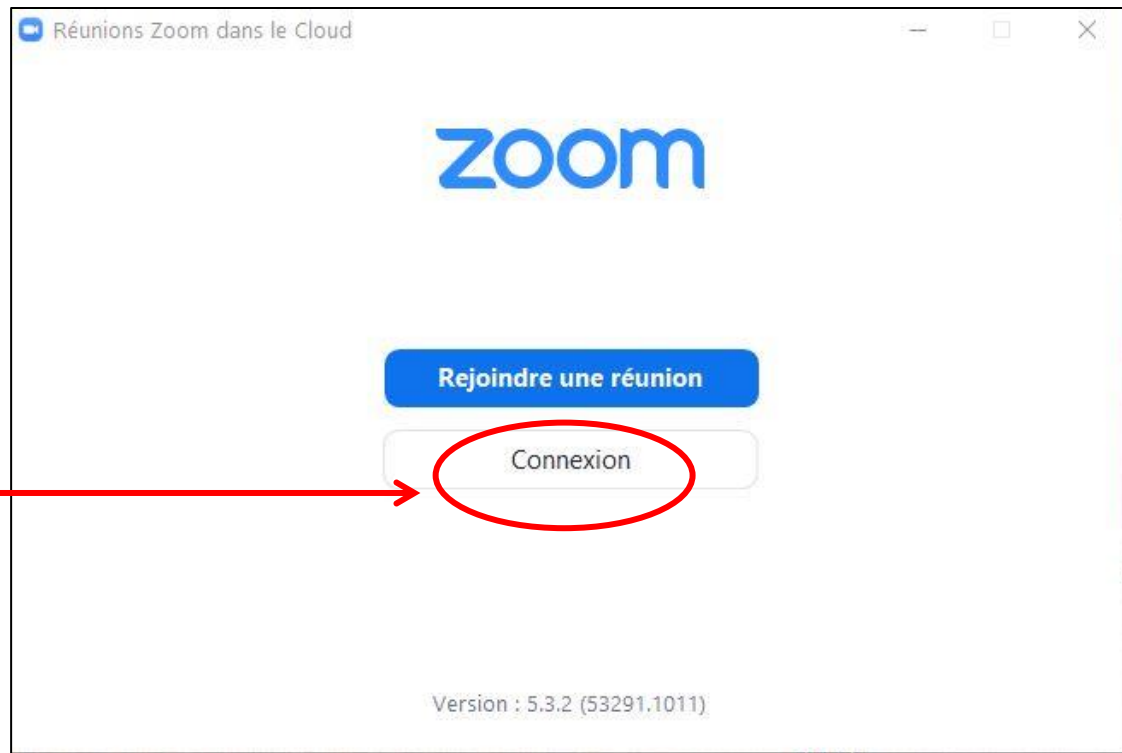 Réunions Zoom dans le Cloud
zoom
Rejoindre une réunion
Connexion
Version : 5.3.2 (53291.1011)